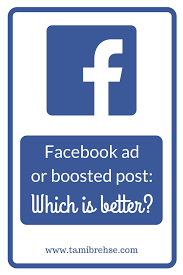 f
Facebook ad
or boosted post:
Which is better?
www.tamibrehse.com